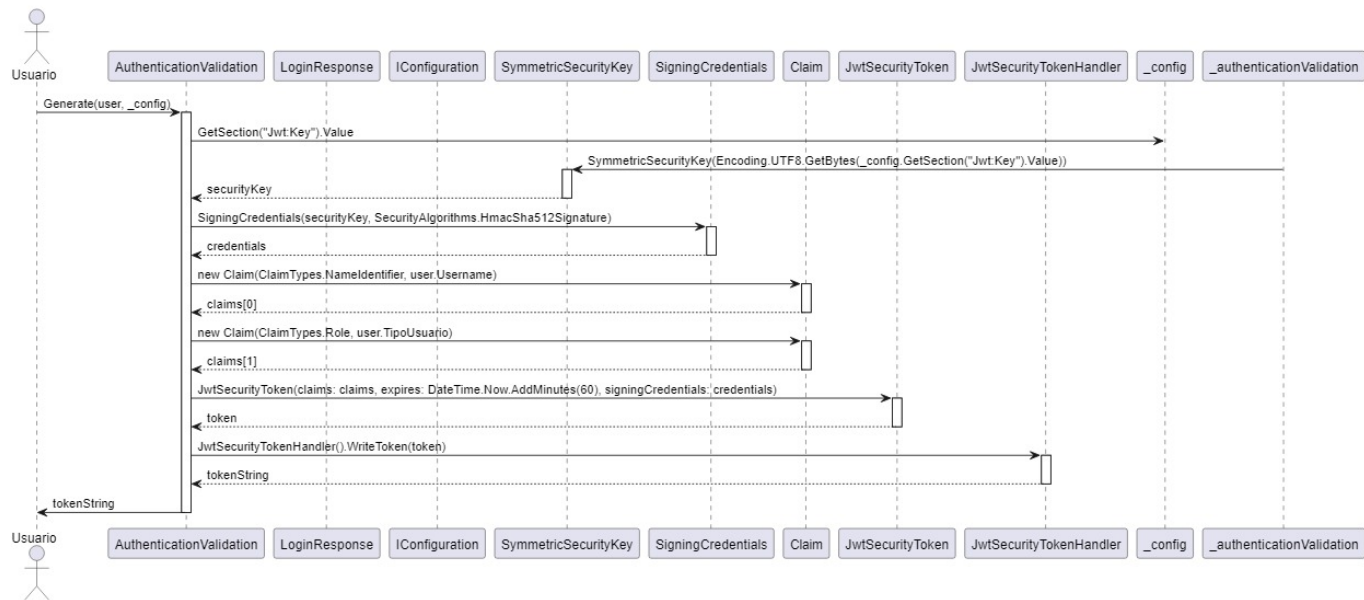 Usuario
AuthenticationValidation
LoginResponse
IConfiguration
SymmetricSecurityKey
SigningCredentials
Claim
JwtSecurityToken
JwtSecurityTokenHandler
_config
_authenticationValidation
Generate(user, _config)
GetSection("Jwt:Key").Value
SymmetricSecurityKey(Encoding.UTF8.GetBytes(_config.GetSection("Jwt:Key").Value))
securityKey
SigningCredentials(securityKey, SecurityAlgorithms.HmacSha512Signature)
credentials
new Claim(ClaimTypes.NameIdentifier, user.Username)
claims[0]
new Claim(ClaimTypes.Role, user.TipoUsuario)
claims[1]
JwtSecurityToken(claims: claims, expires: DateTime.Now.AddMinutes(60), signingCredentials: credentials)
token
JwtSecurityTokenHandler().WriteToken(token)
tokenString
tokenString
Usuario
AuthenticationValidation
LoginResponse
IConfiguration
SymmetricSecurityKey
SigningCredentials
Claim
JwtSecurityToken
JwtSecurityTokenHandler
_config
_authenticationValidation